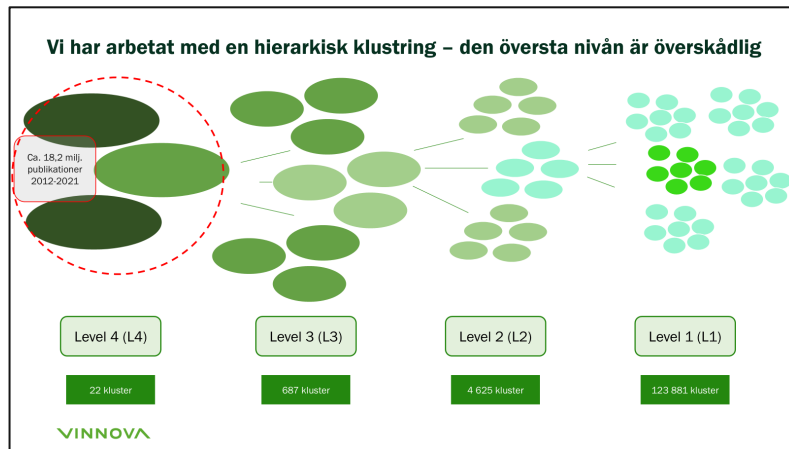 Vi har arbetat med en hierarkisk klustring – den översta nivån är överskådlig
Ca. 18,2 milj.
publikationer
2012-2021
Level 4 (L4)
Level 3 (L3)
Level 2 (L2)
Level 1 (L1)
22 kluster
687 kluster
4 625 kluster
123 881 kluster
VINNOVA